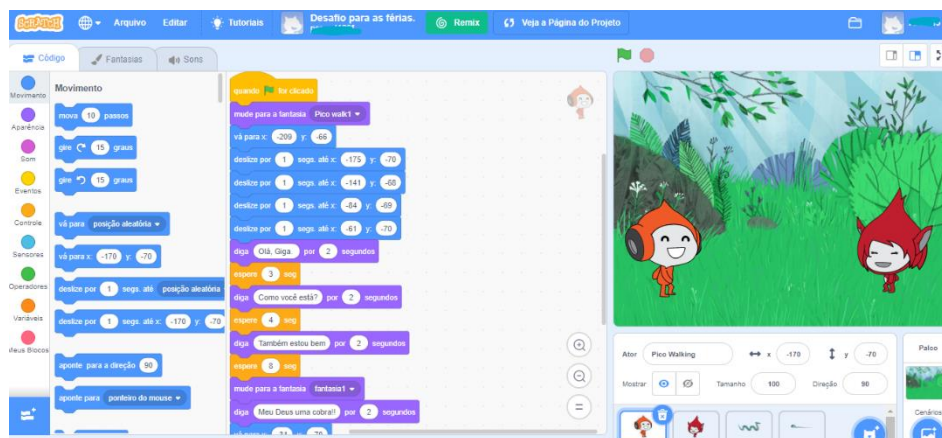 SCRATCH
Arquivo
Editar
Tutoriais
Desafio para as férias.
Remix
Veja a Página do Projeto
Código
Fantasias
Sons
Movimento
Aparência
Som
Eventos
Controle
Sensores
Operadores
Variáveis
Meus Blocos
Movimento
mova 10 passos
gire 15 graus
gire 15 graus
vá para posição aleatória
vá para x: -170 y: -70
deslize por 1 segs. até posição aleatória
deslize por 1 segs. até x: -170 y: -70
aponte para a direção 90
aponte para ponteiro do mouse
quando for clicado
mude para a fantasia Pico walk1
vá para x: -209 y: -66
deslize por 1 segs. até x: -175 y: -70
deslize por 1 segs. até x: -141 y: -68
deslize por 1 segs. até x: -84 y: -69
deslize por 1 segs. até x: -61 y: -70
diga Olá, Giga. por 2 segundos
espere 3 seg
diga Como você está? por 2 segundos
espere 4 seg
diga Também estou bem por 2 segundos
espere 8 seg
mude para a fantasia fantasia1
diga Meu Deus uma cobra!! por 2 segundos
Ator Pico Walking x -170 y -70
Mostrar Tamanho 100 Direção 90
Palco
Cenários